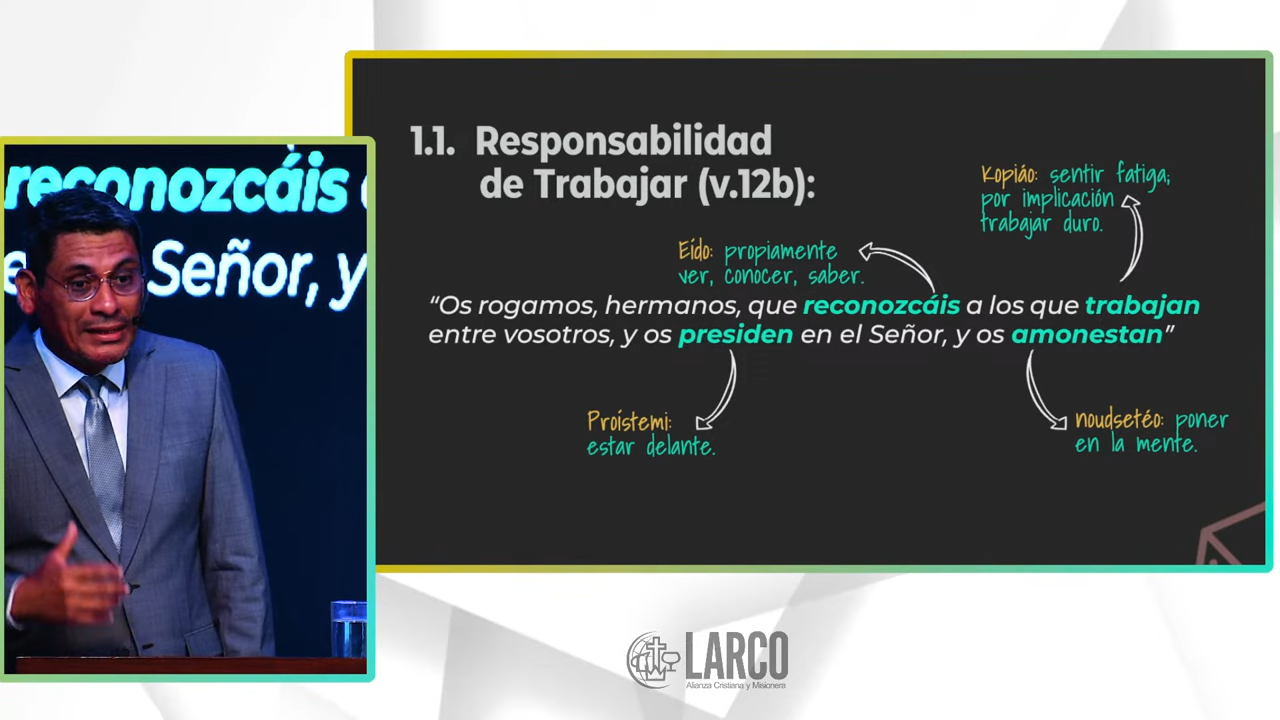 reconozcáis
Señor, y
1.1. Responsabilidad
de Trabajar (v.12b):
Kopiáo: sentir fatiga;
por implicación
trabajar duro.
Eído: propiamente
ver, conocer, saber.
“Os rogamos, hermanos, que reconozcáis a los que trabajan
entre vosotros, y os presiden en el Señor, y os amonestan”
Proístemi:
estar delante.
noudsetéo: poner
en la mente.
LARCO
Alianza Cristiana y Misionera